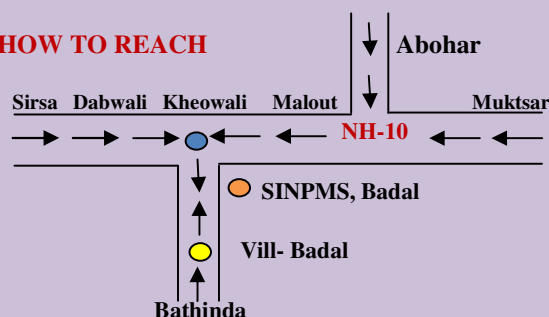 HOW TO REACH
Abohar
Sirsa Dabwali Kheowali Malout Muktsar
NH-10
SINPMS, Badal
Vill- Badal
Bathinda